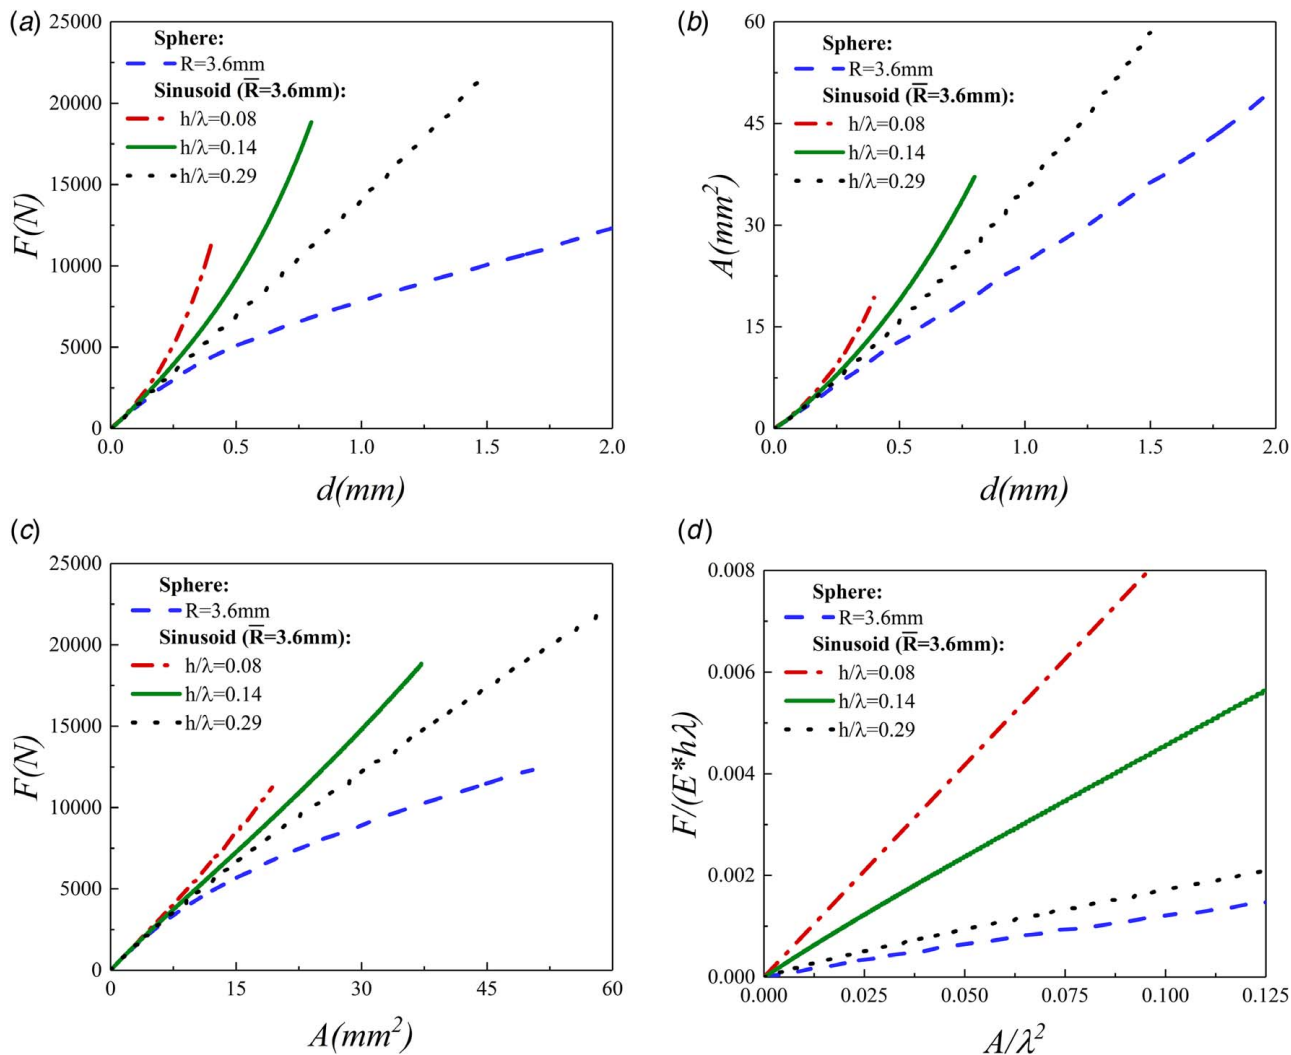 (a)
25000
20000
15000
10000
5000
0
F(N)
Sphere:
R=3.6mm
Sinusoid (R̅=3.6mm):
h/λ=0.08
h/λ=0.14
h/λ=0.29
0.0 0.5 1.0 1.5 2.0
d(mm)
(b)
60
45
30
15
0
A(mm²)
Sphere:
R=3.6mm
Sinusoid (R̅=3.6mm):
h/λ=0.08
h/λ=0.14
h/λ=0.29
0.0 0.5 1.0 1.5 2.0
d(mm)
(c)
25000
20000
15000
10000
5000
0
F(N)
Sphere:
R=3.6mm
Sinusoid (R̅=3.6mm):
h/λ=0.08
h/λ=0.14
h/λ=0.29
0 15 30 45 60
A(mm²)
(d)
0.008
0.006
0.004
0.002
0.000
F/(E*hλ)
Sphere:
R=3.6mm
Sinusoid (R̅=3.6mm):
h/λ=0.08
h/λ=0.14
h/λ=0.29
0.000 0.025 0.050 0.075 0.100 0.125
A/λ²